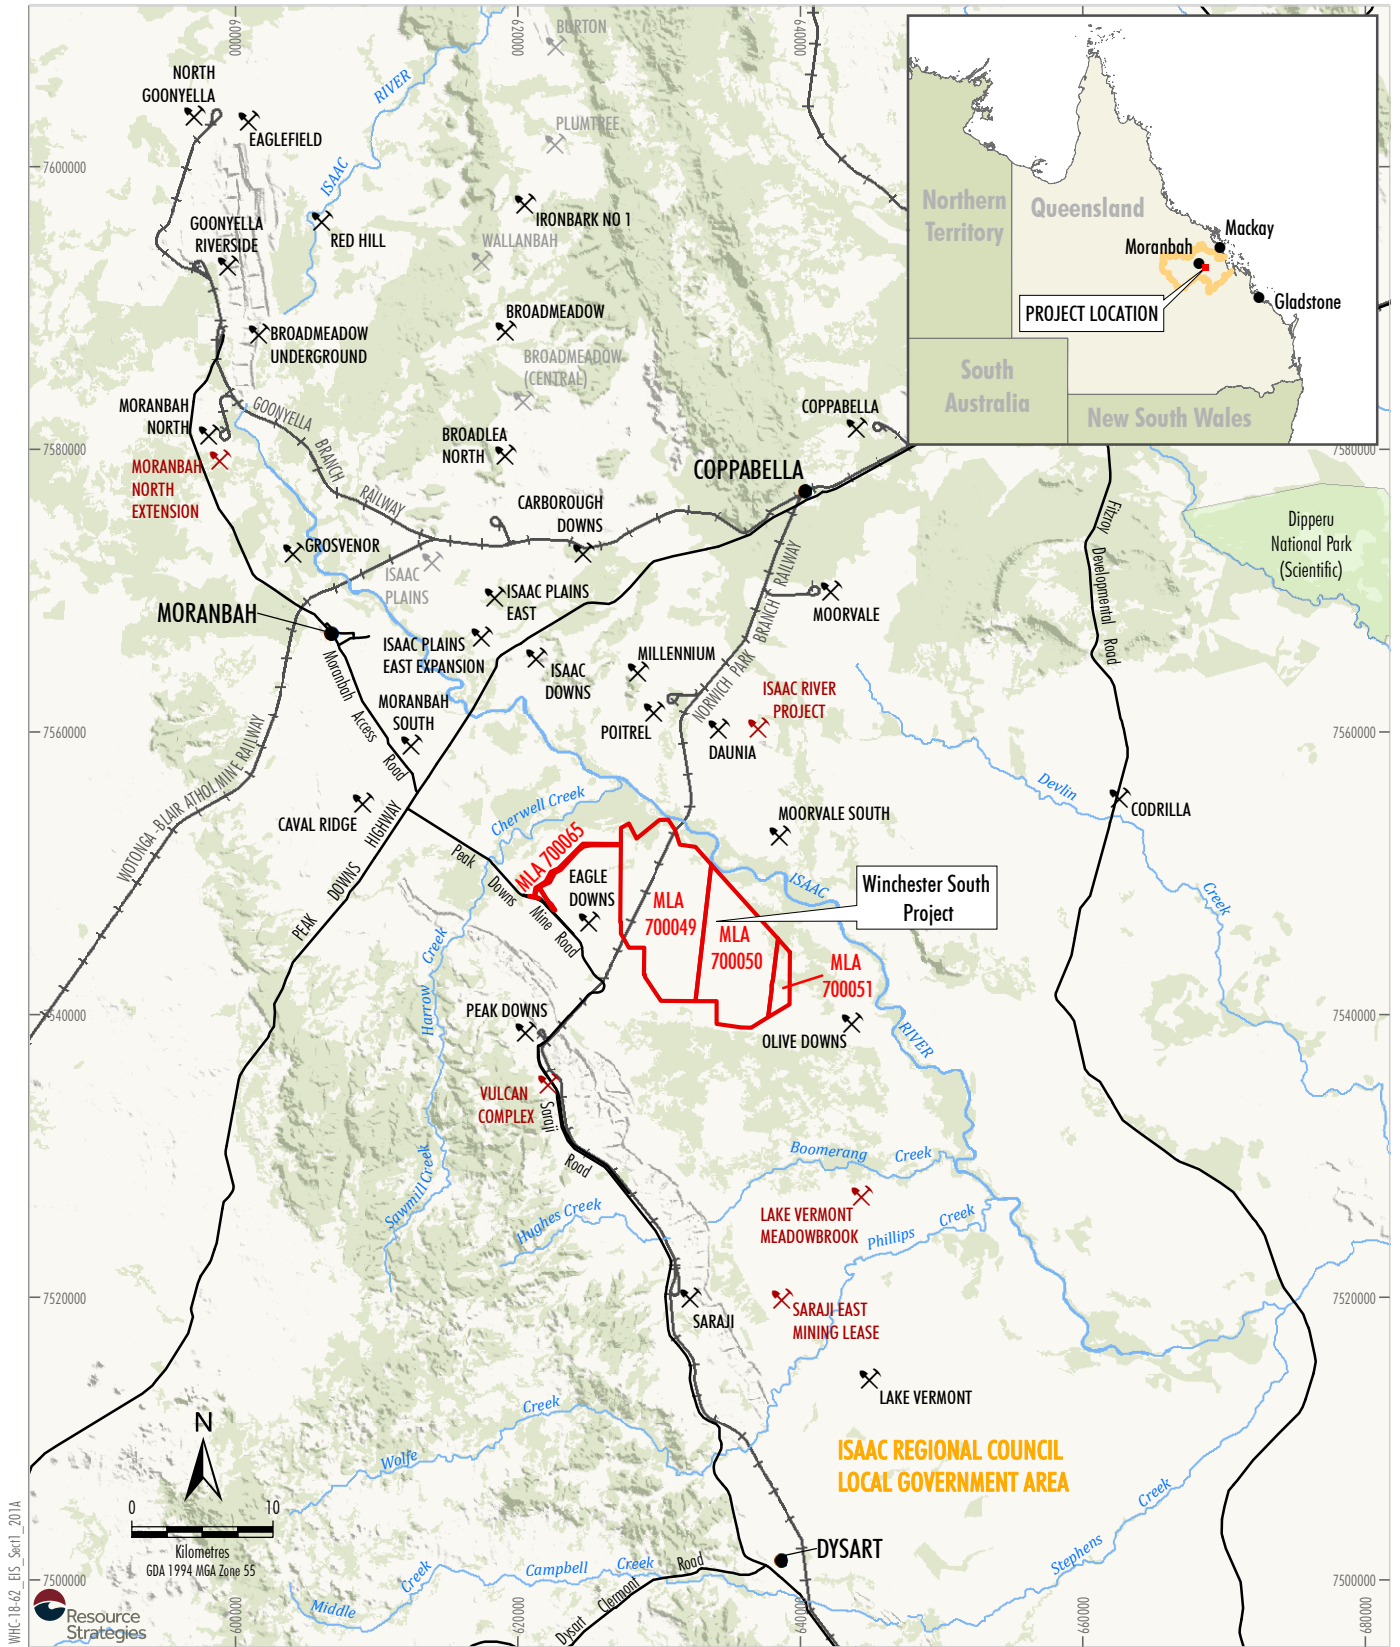 600000
620000
640000
BURTON
NORTH
GOONYELLA
EAGLEFIELD
ISAAC
RIVER
PLUMTREE
7600000
IRONBARK NO 1
GOONYELLA
RIVERSIDE
RED HILL
WALLANBAH
BROADMEADOW
BROADMEADOW
UNDERGROUND
BROADMEADOW
(CENTRAL)
Northern
Territory
Queensland
Mackay
Moranbah
Gladstone
PROJECT LOCATION
South
Australia
New South Wales
MORANBAH
NORTH
GOONYELLA
BRANCH
RAILWAY
BROADLEA
NORTH
COPPABELLA
7580000
7580000
MORANBAH
NORTH
EXTENSION
COPPABELLA
CARBOROUGH
DOWNS
GROSVENOR
ISAAC
PLAINS
ISAAC PLAINS
EAST
NORWICH PARK BRANCH RAILWAY
MOORVALE
Fitzroy
Developmental
Road
Dipperu
National Park
(Scientific)
MORANBAH
ISAAC PLAINS
EAST EXPANSION
ISAAC
DOWNS
MILLENNIUM
Moranbah
Access
Road
MORANBAH
SOUTH
POITREL
DAUNIA
ISAAC RIVER
PROJECT
7560000
7560000
WOTONGA-BLAIR ATHOL MINE RAILWAY
CAVAL RIDGE
Cherwell Creek
MOORVALE SOUTH
Devlin
Creek
CODRILLA
PEAK
DOWNS
HIGHWAY
Peak
Downs
Mine
Road
MLA 700065
EAGLE
DOWNS
MLA
700049
MLA
700050
MLA
700051
ISAAC
RIVER
Winchester South
Project
Harrow
Creek
PEAK DOWNS
OLIVE DOWNS
7540000
7540000
VULCAN
COMPLEX
Saraji
Road
Sawmill Creek
Hughes Creek
Boomerang
Creek
LAKE VERMONT
MEADOWBROOK
Phillips
Creek
7520000
7520000
SARAJI
SARAJI EAST
MINING LEASE
LAKE VERMONT
ISAAC REGIONAL COUNCIL
LOCAL GOVERNMENT AREA
Wolfe
Creek
N
0
10
Kilometres
GDA 1994 MGA Zone 55
DYSART
Stephens
Creek
Campbell
Creek
Middle
Creek
Dysart
Clermont
Road
7500000
7500000
WHC-18-62_EIS_Sect1_201A
Resource
Strategies
600000
620000
640000
660000
680000